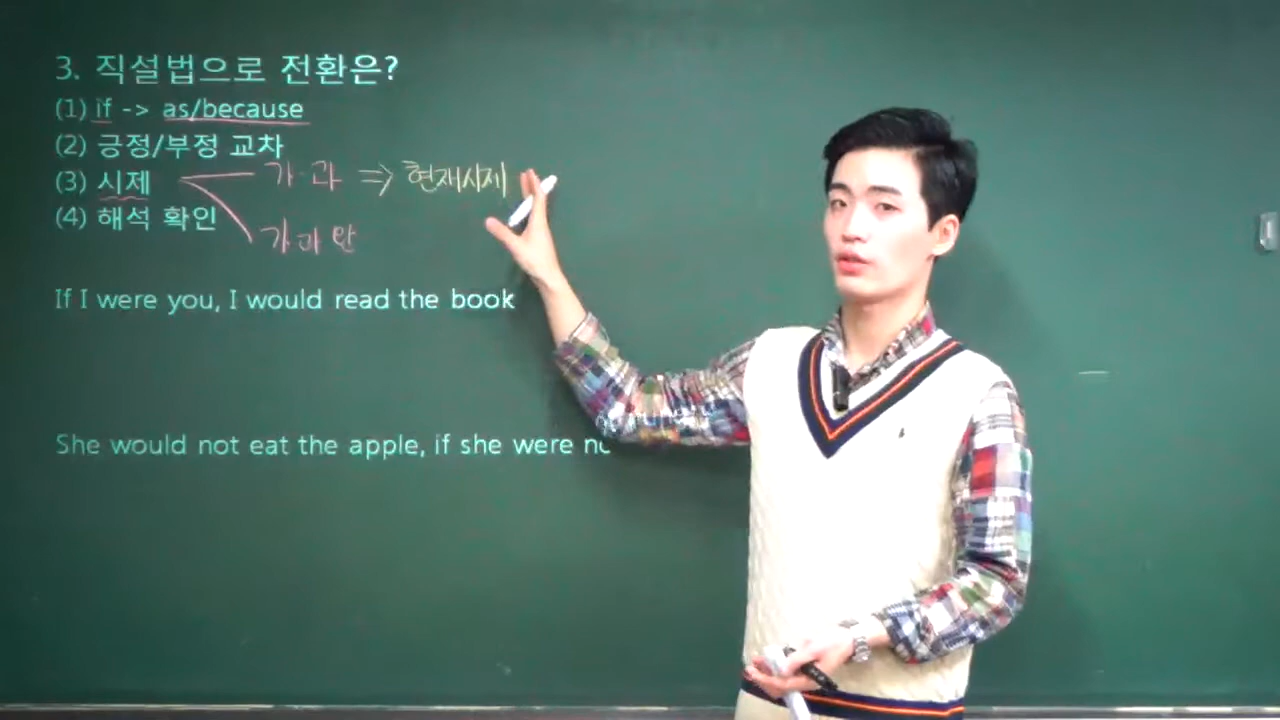 3. 직설법으로 전환은?
(1) if -> as/because
(2) 긍정/부정 교차
(3) 시제 가·과 => 현재시제
(4) 해석 확인
가과완
If I were you, I would read the book
She would not eat the apple, if she were